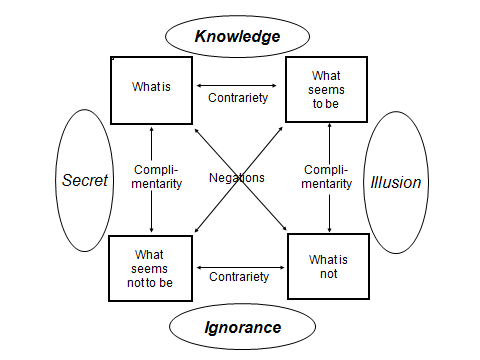 Knowledge
What is
What
seems
to be
Contrariety
Secret
Compli-
mentarity
Negations
Compli-
mentarity
Illusion
What
seems
not to be
Contrariety
What is
not
Ignorance